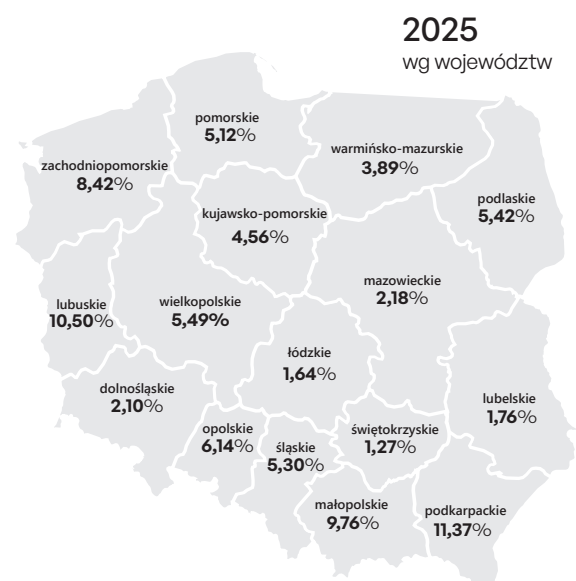 2025
wg województw
pomorskie
5,12%
warmińsko-mazurskie
3,89%
zachodniopomorskie
8,42%
podlaskie
5,42%
kujawsko-pomorskie
4,56%
mazowieckie
2,18%
lubuskie
10,50%
wielkopolskie
5,49%
łódzkie
1,64%
dolnośląskie
2,10%
lubelskie
1,76%
opolskie
6,14%
śląskie
5,30%
świętokrzyskie
1,27%
małopolskie
9,76%
podkarpackie
11,37%